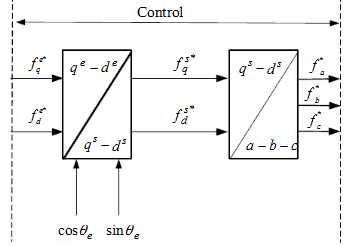 Control
f_q^{e*} q^e – d^e f_q^{s*} q^s – d^s f_a^*
f_b^*
f_d^{e*} q^s – d^s f_d^{s*} a – b – c f_c^*
cosθ_e sinθ_e